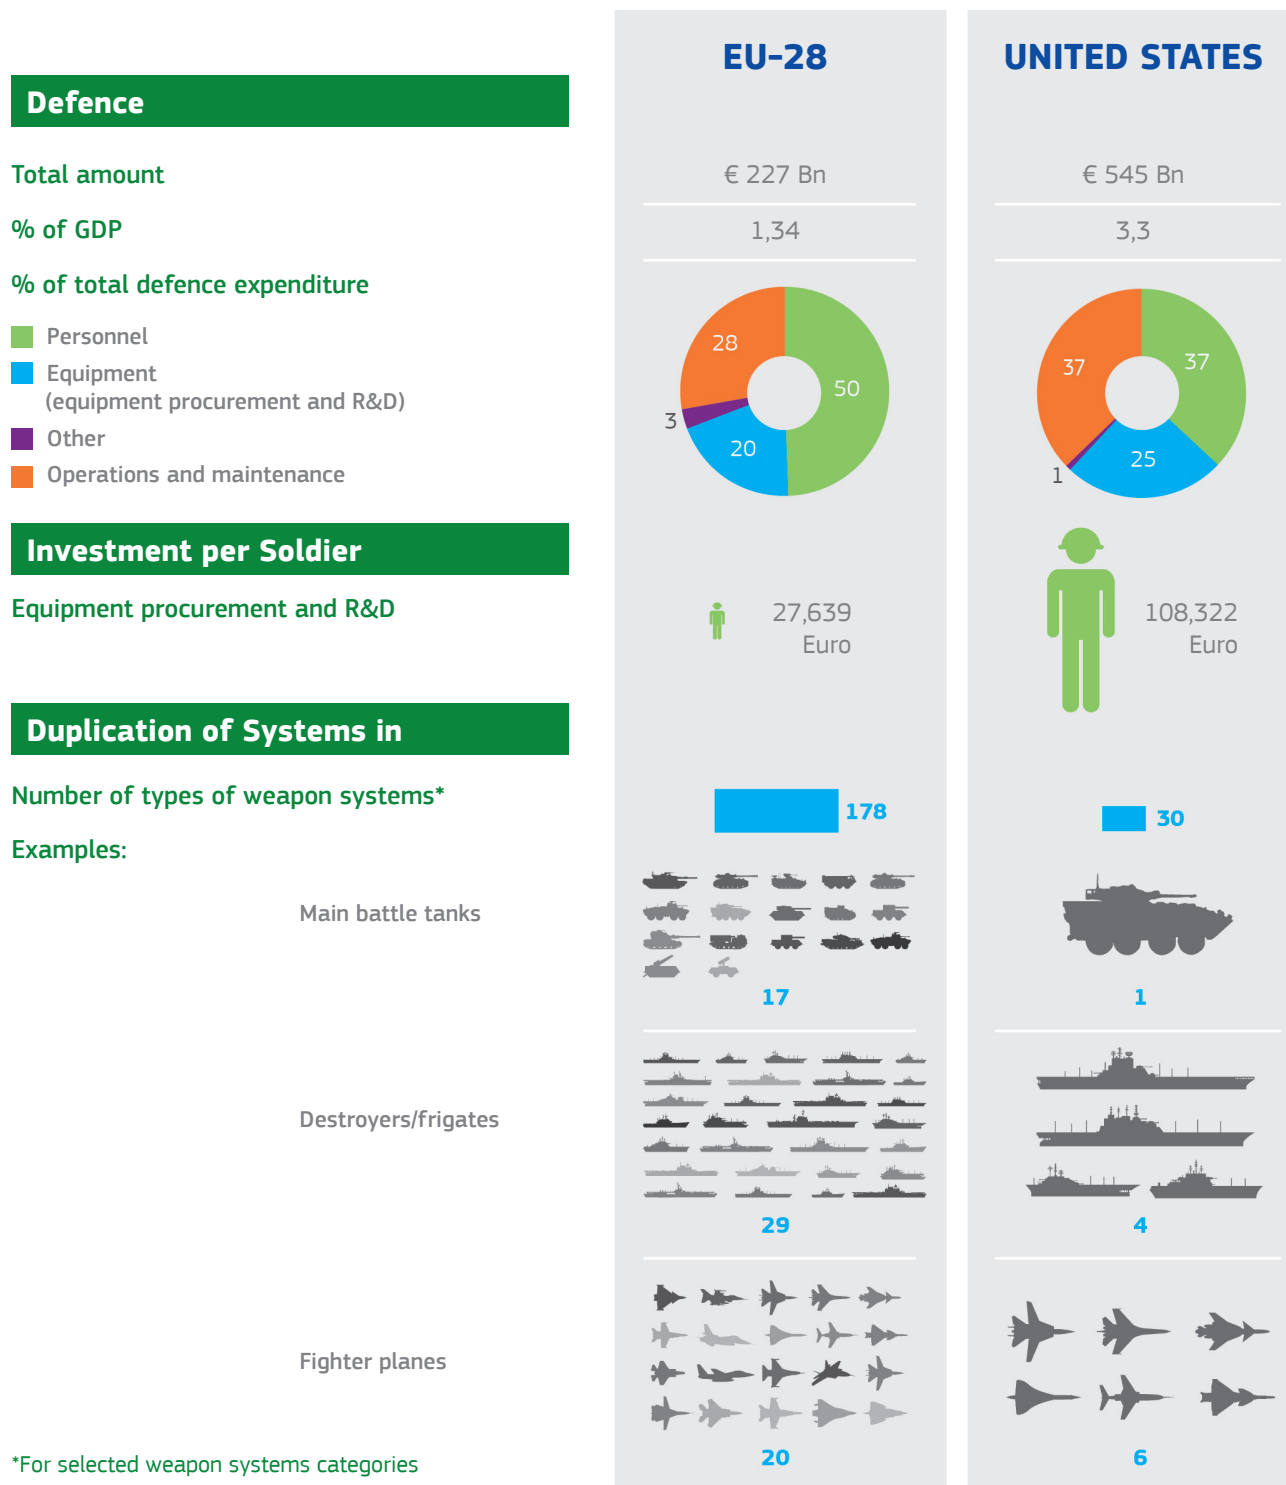 EU-28
UNITED STATES
Defence
Total amount
€ 227 Bn
€ 545 Bn
% of GDP
1,34
3,3
% of total defence expenditure
Personnel
Equipment
(equipment procurement and R&D)
Other
Operations and maintenance
28
50
3
20
37
37
1
25
Investment per Soldier
Equipment procurement and R&D
27,639
Euro
108,322
Euro
Duplication of Systems in
Number of types of weapon systems*
178
30
Examples:
Main battle tanks
17
1
Destroyers/frigates
29
4
Fighter planes
20
6
*For selected weapon systems categories